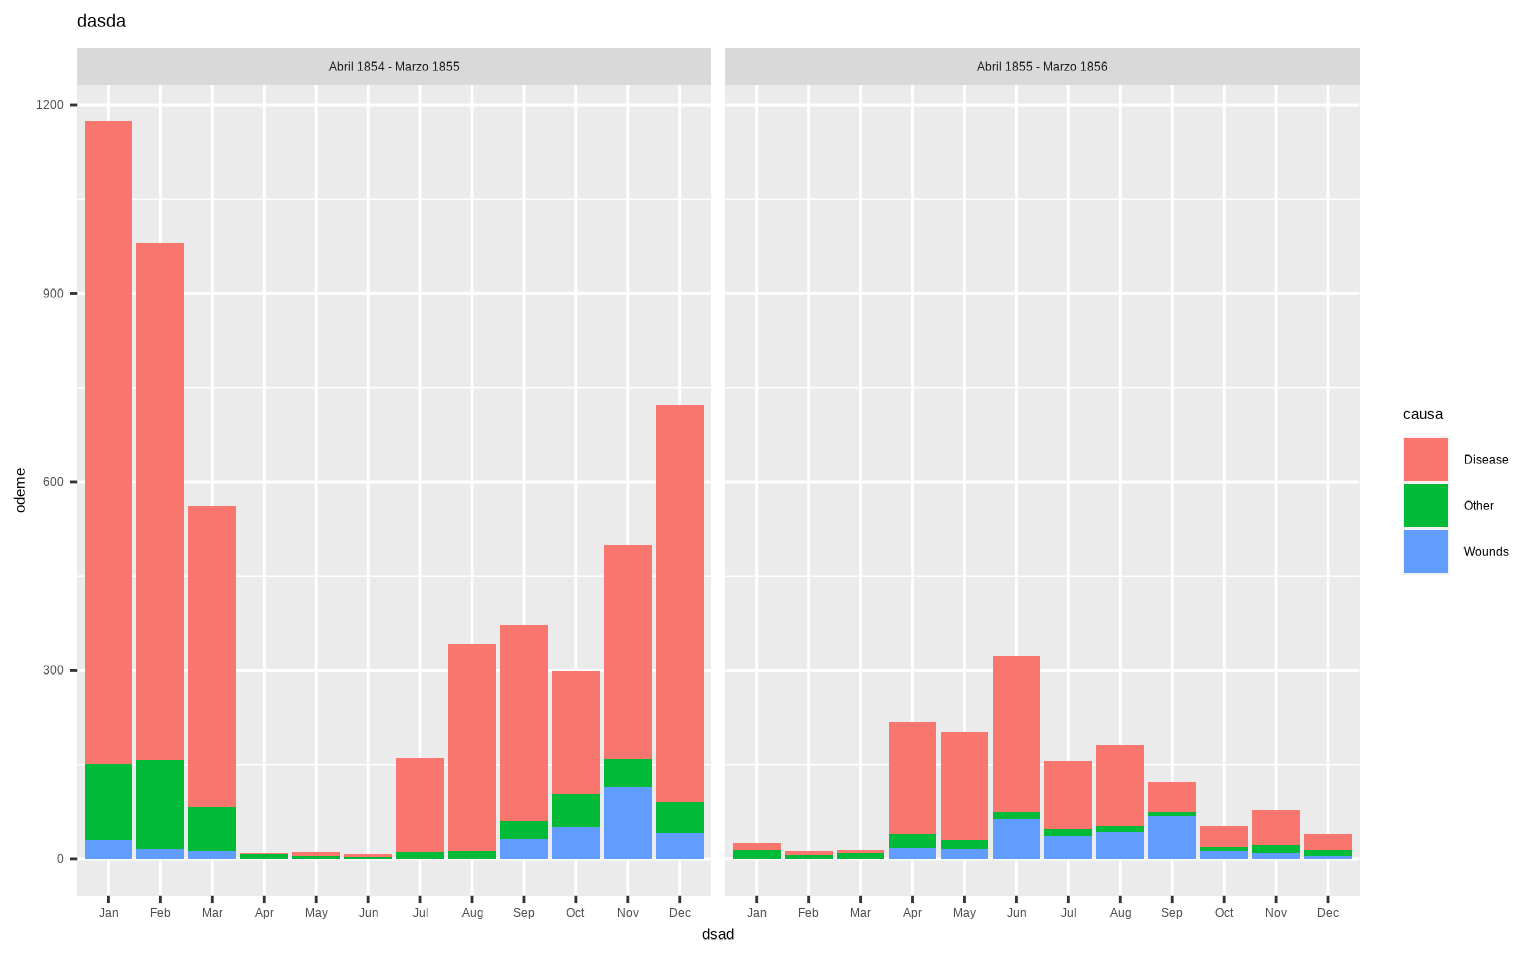 dasda
Abril 1854 - Marzo 1855
Abril 1855 - Marzo 1856
1200
900
600
300
0
odeme
Jan Feb Mar Apr May Jun Jul Aug Sep Oct Nov Dec
Jan Feb Mar Apr May Jun Jul Aug Sep Oct Nov Dec
dsad
causa
Disease
Other
Wounds